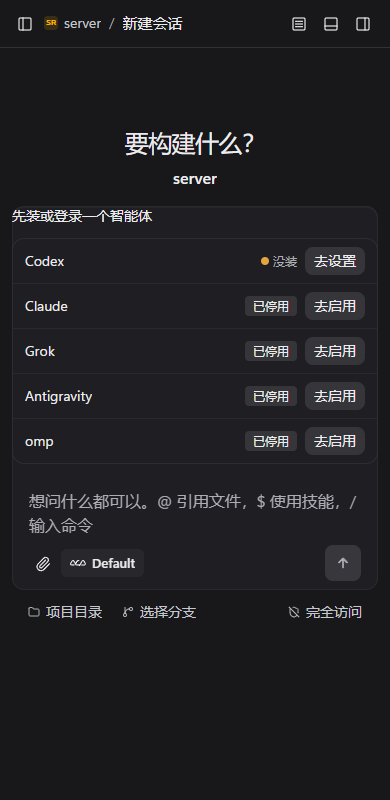 SR server / 新建会话
要构建什么？
server
先装或登录一个智能体
Codex 没装 去设置
Claude 已停用 去启用
Grok 已停用 去启用
Antigravity 已停用 去启用
omp 已停用 去启用
想问什么都可以。@ 引用文件，$ 使用技能，/
输入命令
Default
项目目录 选择分支 完全访问